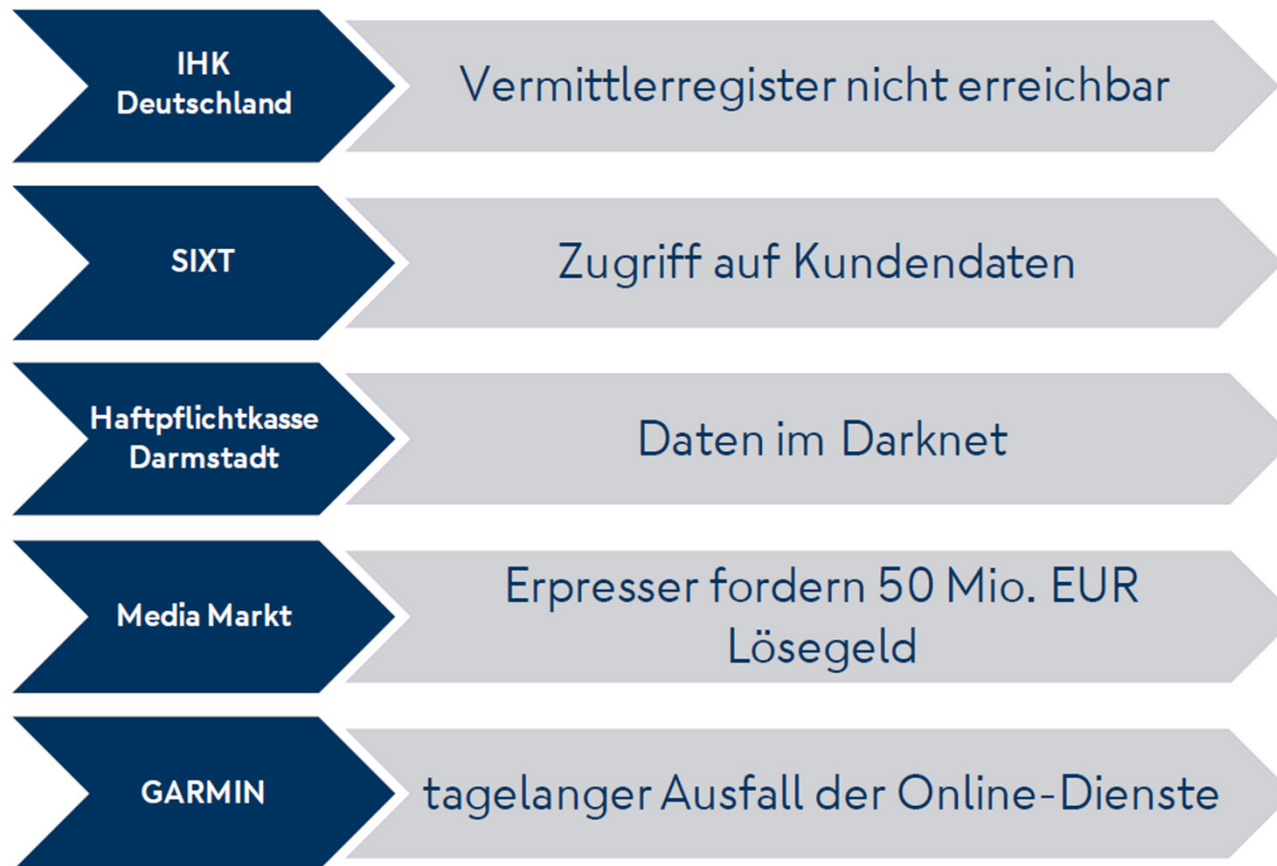 IHK
Deutschland
Vermittlerregister nicht erreichbar
SIXT
Zugriff auf Kundendaten
Haftpflichtkasse
Darmstadt
Daten im Darknet
Media Markt
Erpresser fordern 50 Mio. EUR
Lösegeld
GARMIN
tagelanger Ausfall der Online-Dienste